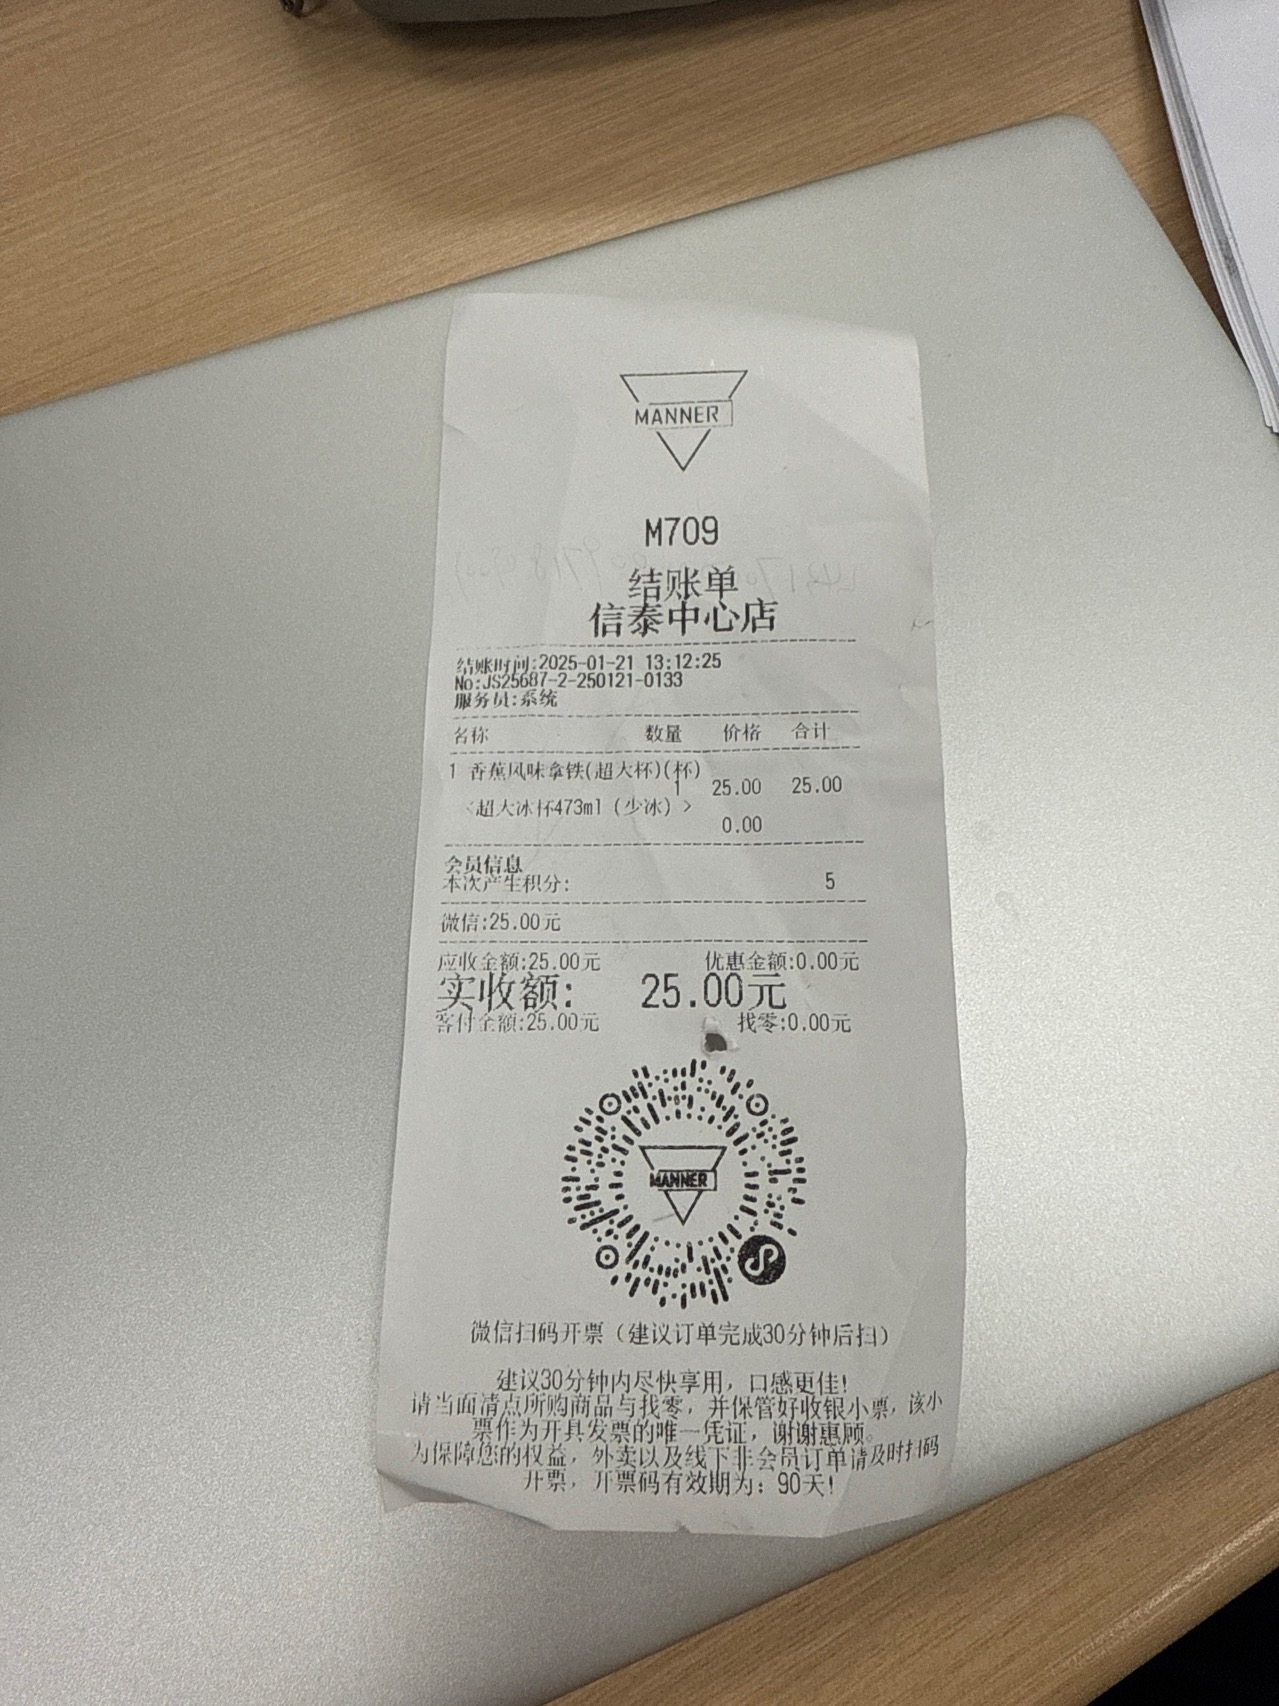 MANNER
M709
结账单
信泰中心店
结账时间:2025-01-21 13:12:25
No:JS25687-2-250121-0133
服务员:系统
名称 数量 价格 合计
1 香蕉风味拿铁(超大杯)(杯)
1 25.00 25.00
<超大冰杯473ml(少冰)>
0.00
会员信息
本次产生积分: 5
微信:25.00元
应收金额:25.00元 优惠金额:0.00元
实收额: 25.00元
客付金额:25.00元 找零:0.00元
MANNER
微信扫码开票(建议订单完成30分钟后扫)
建议30分钟内尽快享用,口感更佳!
请当面清点所购商品与找零,并保管好收银小票,该小
票作为开具发票的唯一凭证,谢谢惠顾。
为保障您的权益,外卖以及线下非会员订单请及时扫码
开票,开票码有效期为:90天!